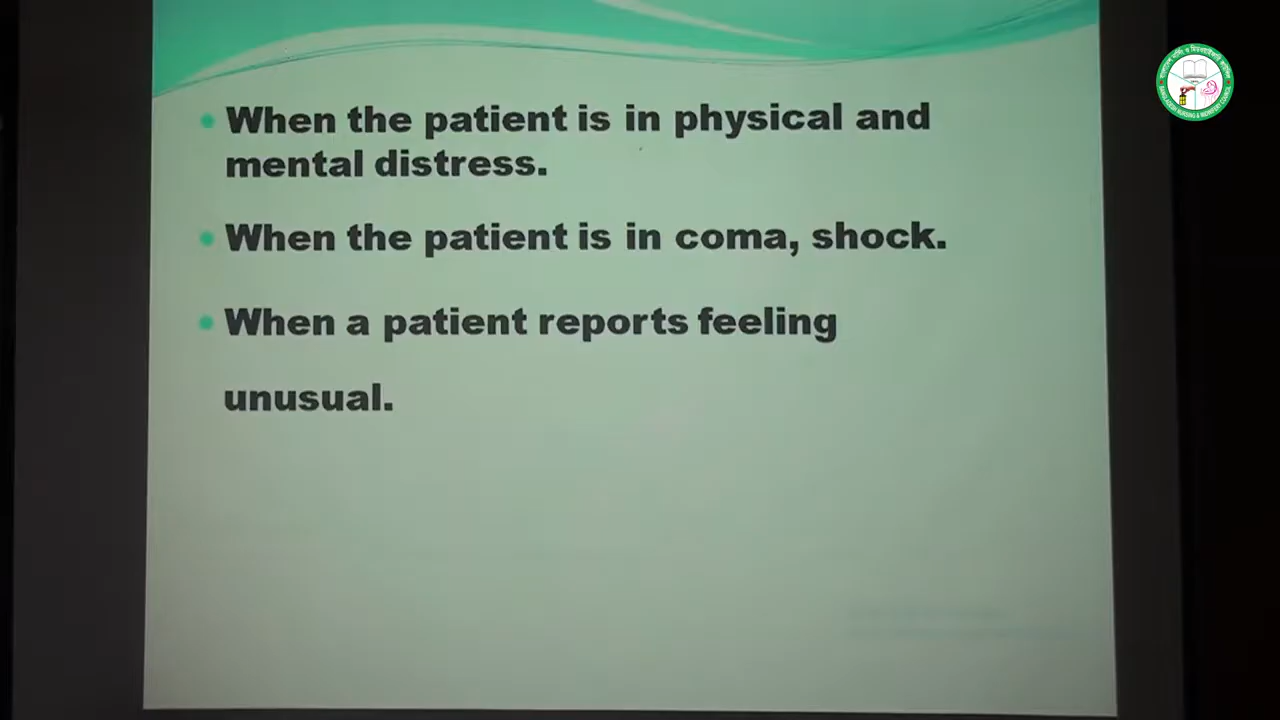 When the patient is in physical and
mental distress.
When the patient is in coma, shock.
When a patient reports feeling
unusual.